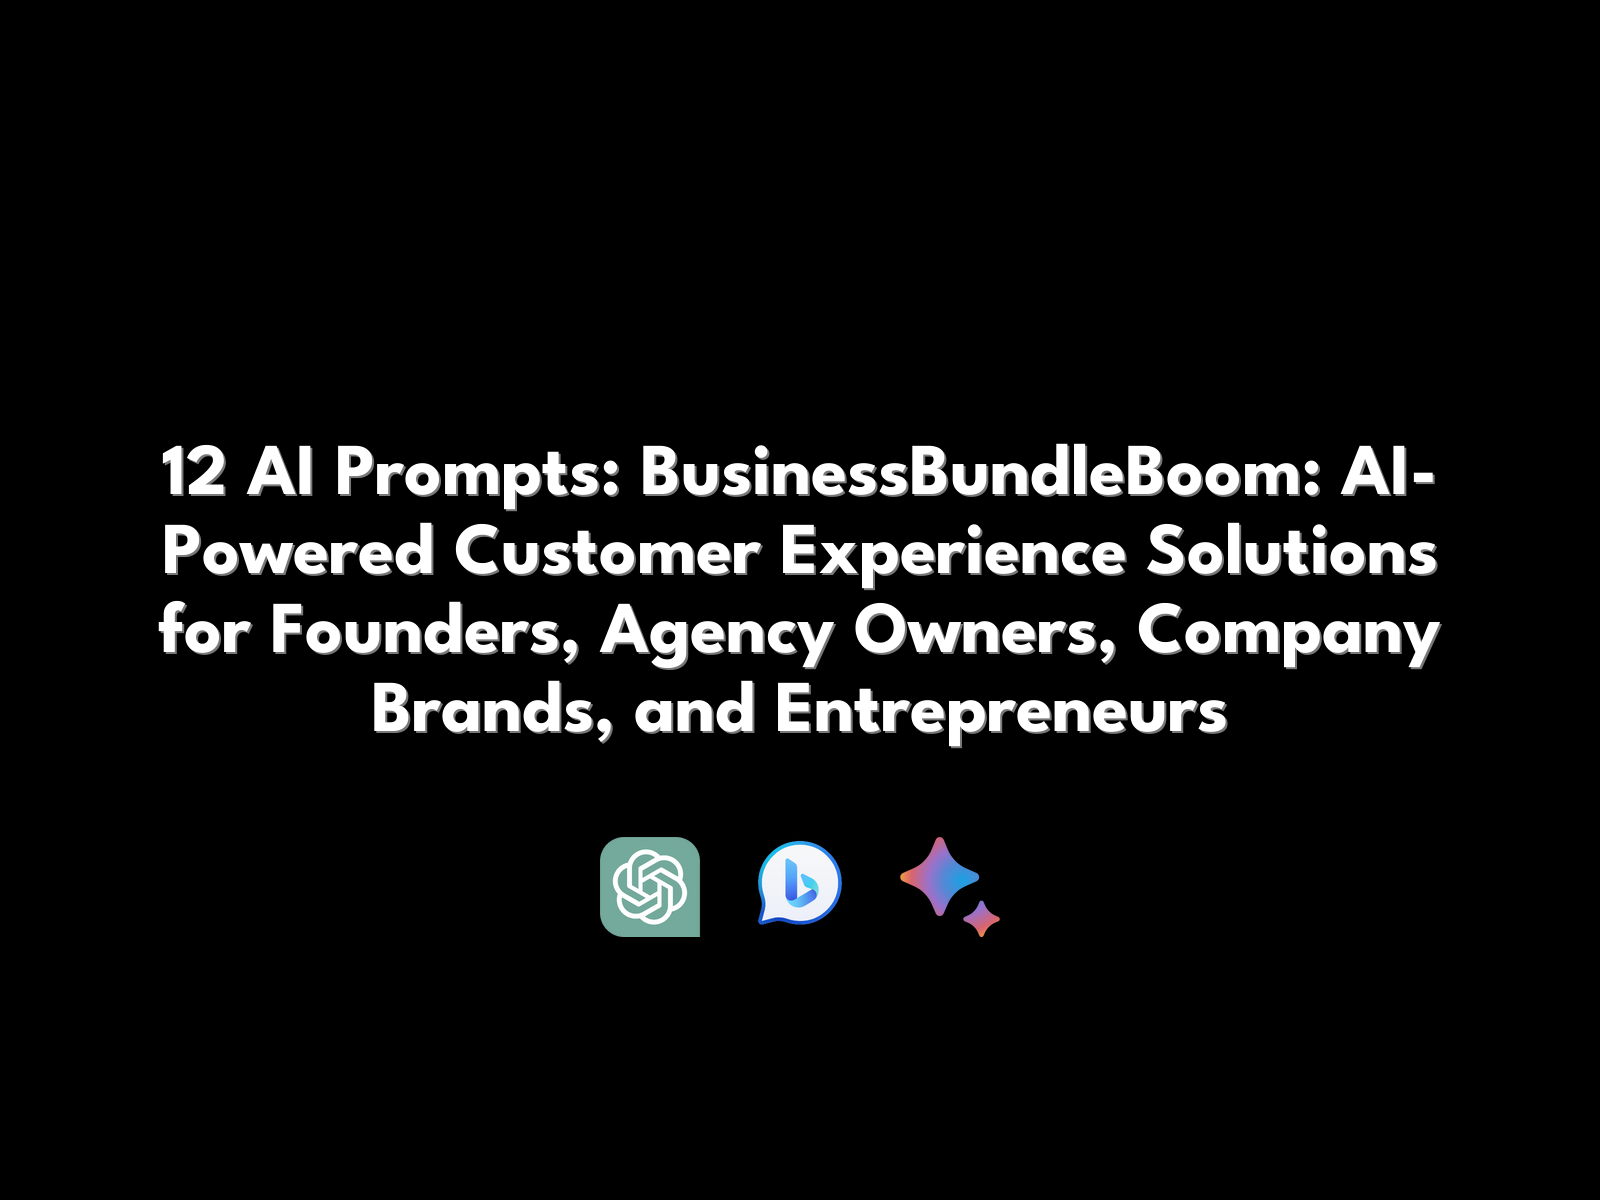 12 AI Prompts: BusinessBundleBoom: AI-
Powered Customer Experience Solutions
for Founders, Agency Owners, Company
Brands, and Entrepreneurs